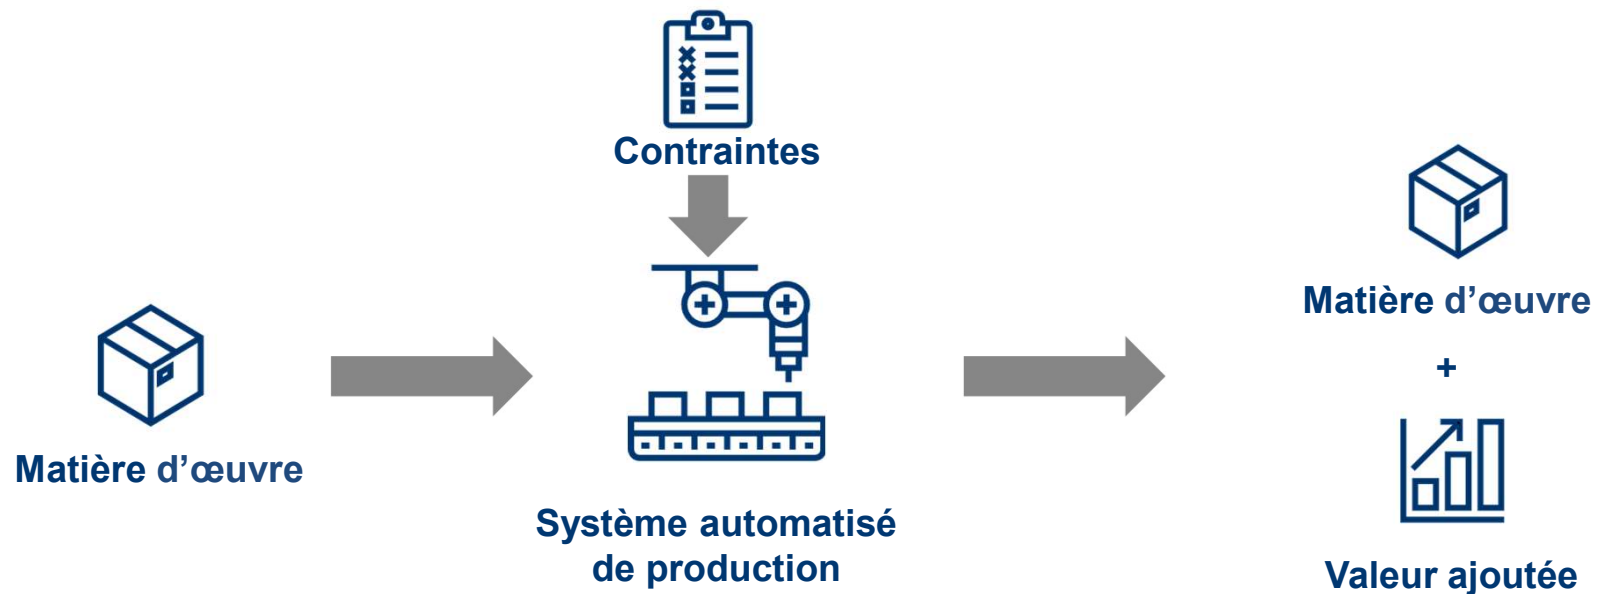 Contraintes
Matière d’œuvre
Système automatisé
de production
Matière d’œuvre
+
Valeur ajoutée